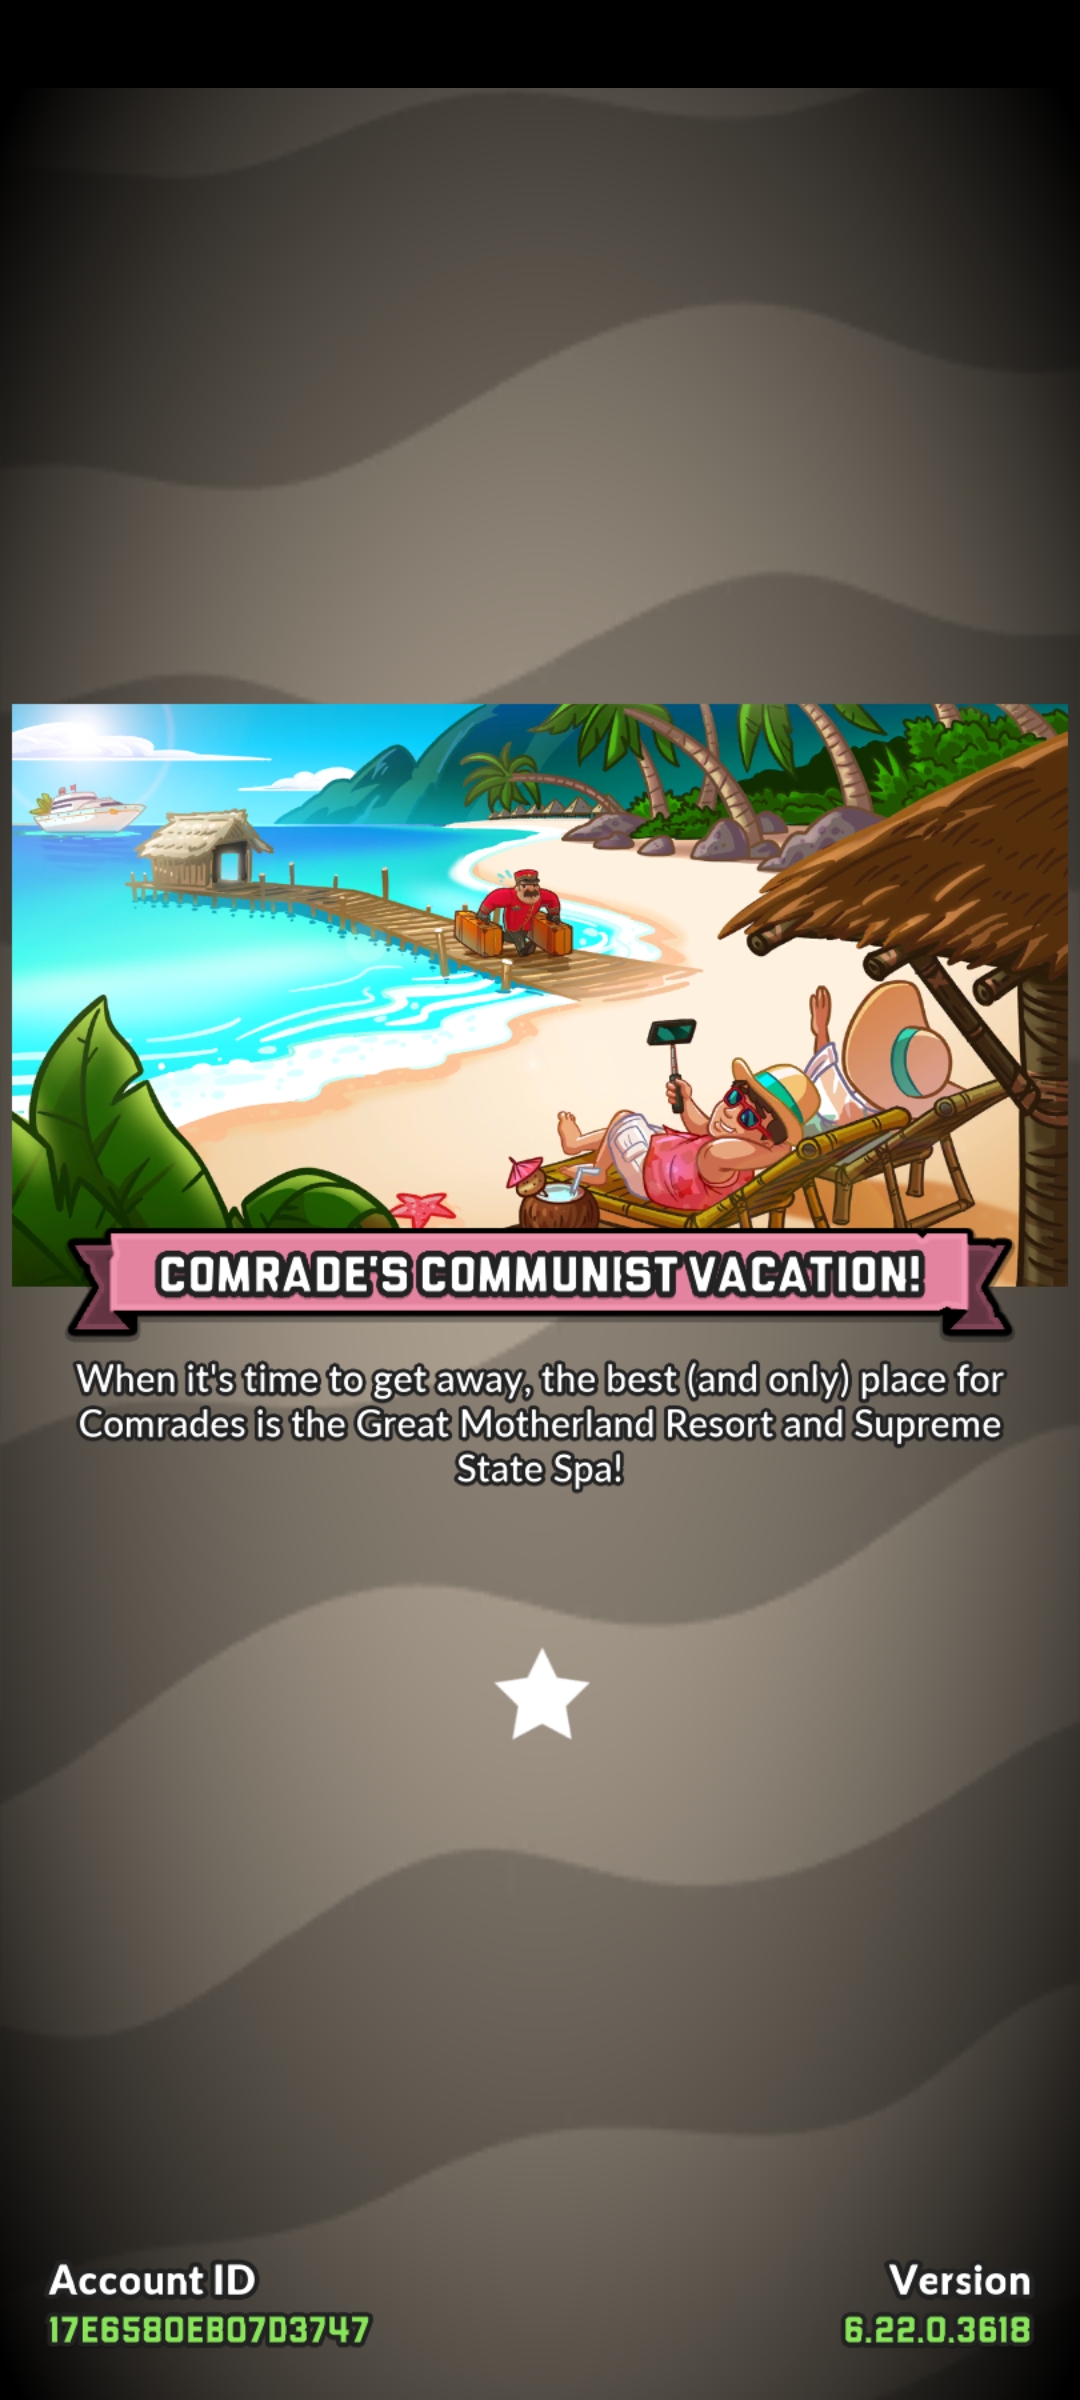 COMRADE'S COMMUNIST VACATION!
When it's time to get away, the best (and only) place for
Comrades is the Great Motherland Resort and Supreme
State Spa!
Account ID
17E6580EB07D3747
Version
6.22.0.3618